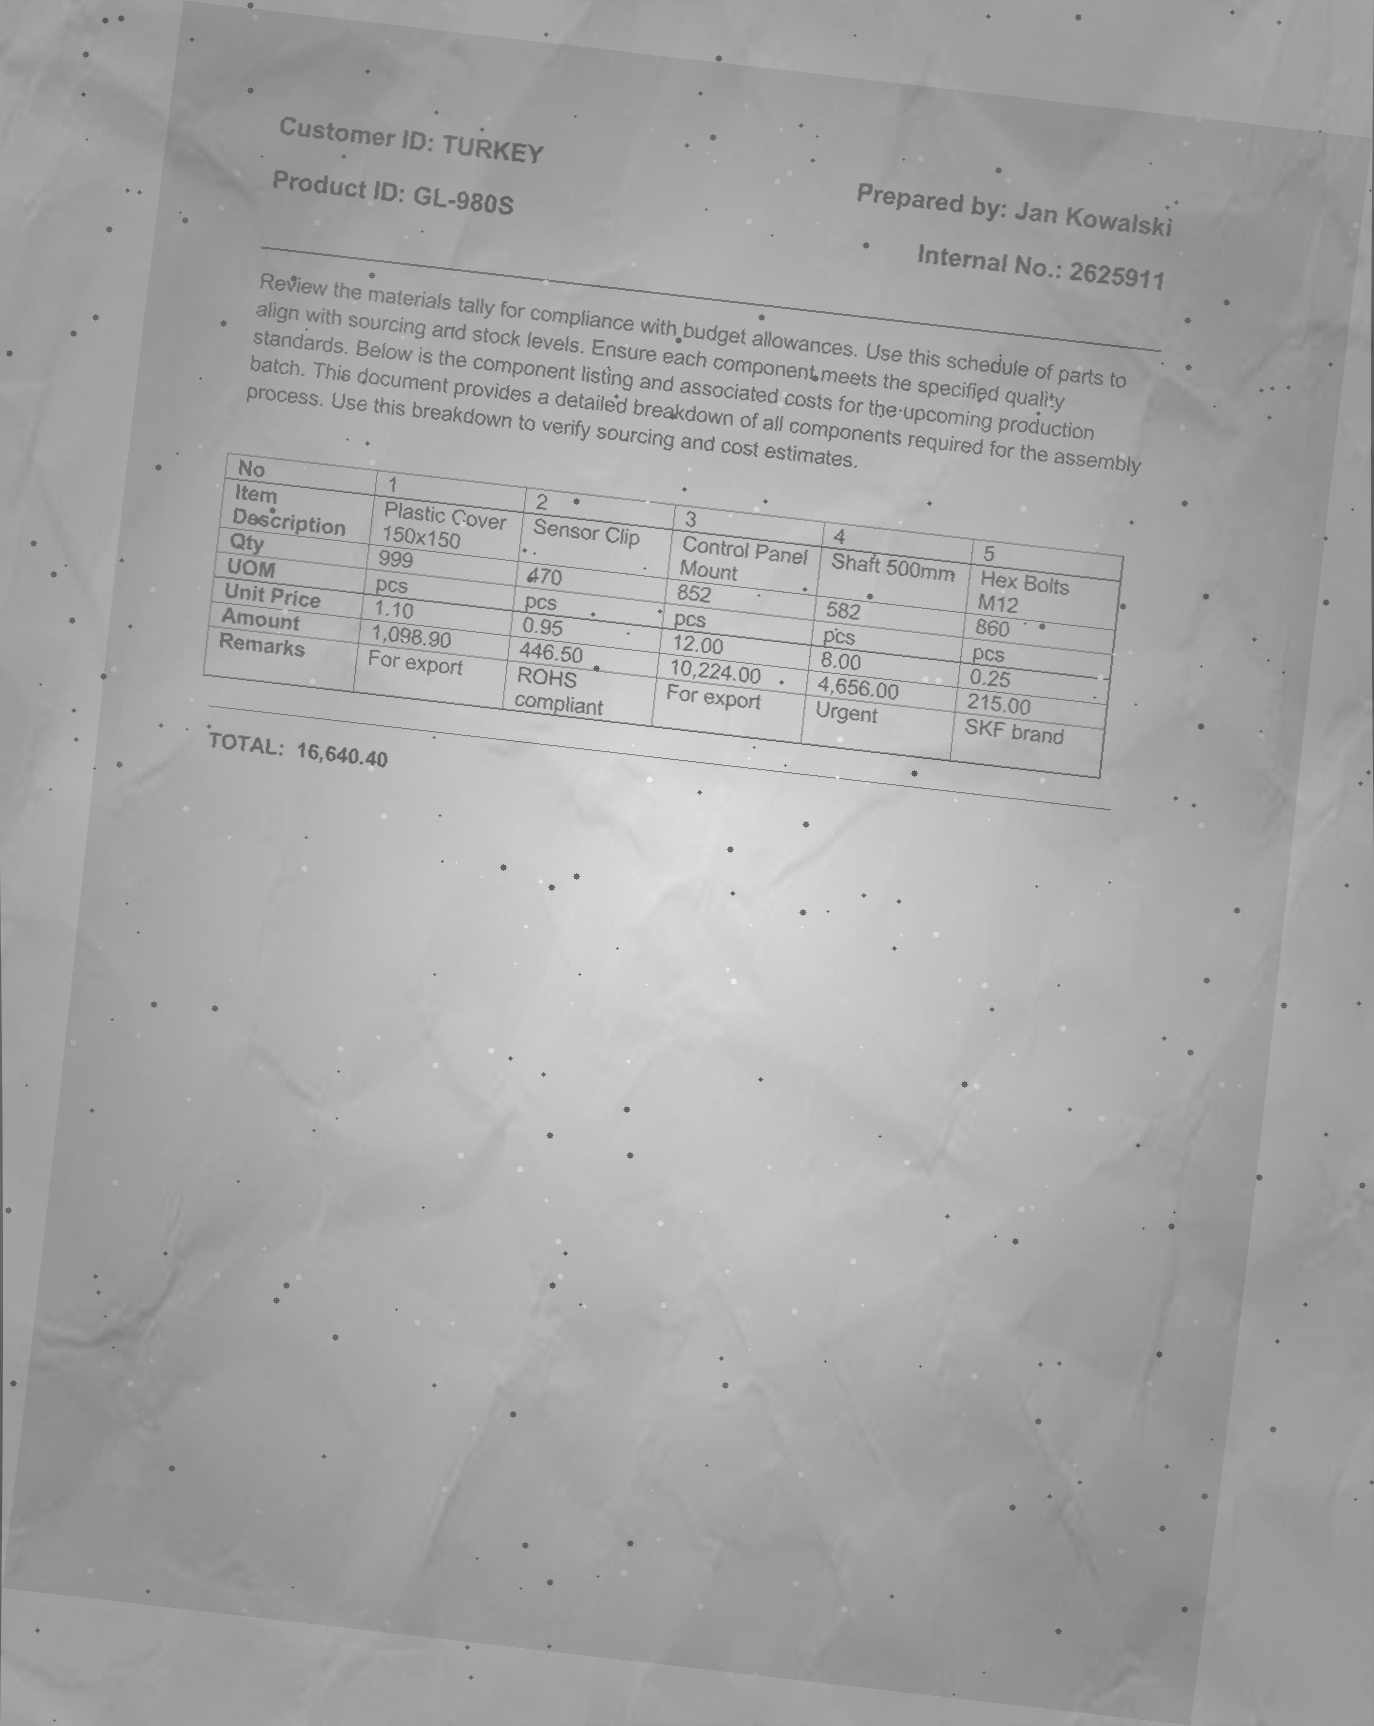 Customer ID: TURKEY
Product ID: GL-980S
Prepared by: Jan Kowalski
Internal No.: 2625911
Review the materials tally for compliance with budget allowances. Use this schedule of parts to
align with sourcing and stock levels. Ensure each component meets the specified quality
standards. Below is the component listing and associated costs for the upcoming production
batch. This document provides a detailed breakdown of all components required for the assembly
process. Use this breakdown to verify sourcing and cost estimates.
No 1 2 3 4 5
Item Plastic Cover Sensor Clip Control Panel Shaft 500mm Hex Bolts
Description 150x150 Mount M12
Qty 999 470 852 582 860
UOM pcs pcs pcs pcs pcs
Unit Price 1.10 0.95 12.00 8.00 0.25
Amount 1,098.90 446.50 10,224.00 4,656.00 215.00
Remarks For export ROHS For export Urgent SKF brand
compliant
TOTAL: 16,640.40